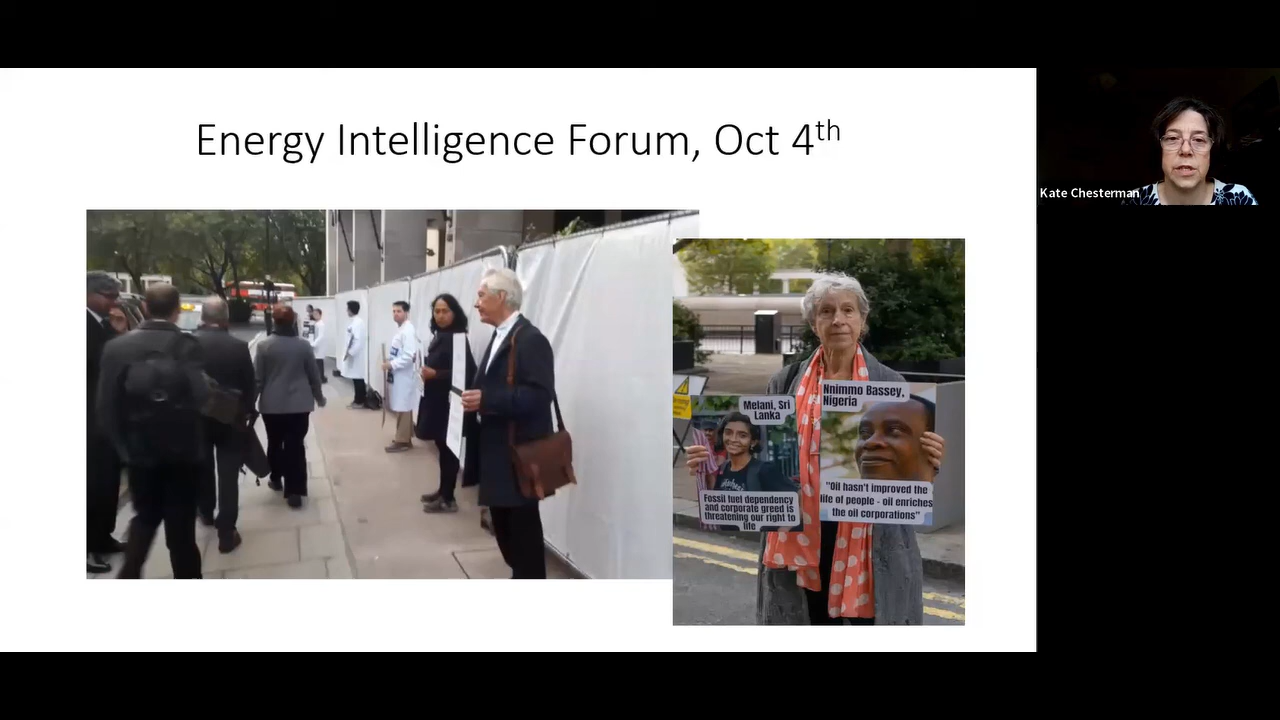 Energy Intelligence Forum, Oct 4th
Kate Chesterman
Nnimmo Bassey,
Nigeria
Melani, Sri
Lanka
Fossil fuel dependency
and corporate greed is
threatening our right to
life
"Oil hasn't improved the
life of people - oil enriches
the oil corporations"